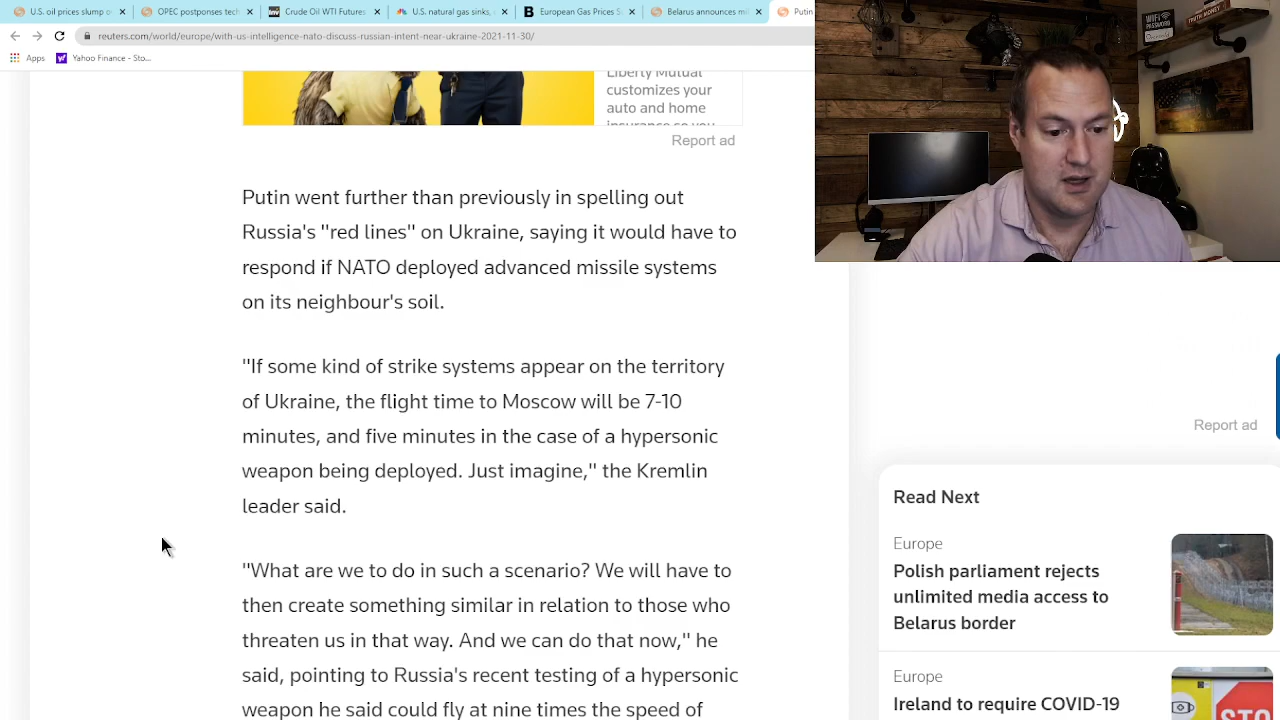 U.S. oil prices slump o
OPEC postpones tech
Crude Oil WTI Futures
U.S. natural gas sinks,
European Gas Prices S
Belarus announces mi
Putin
reuters.com/world/europe/with-us-intelligence-nato-discuss-russian-intent-near-ukraine-2021-11-30/
Apps
Yahoo Finance - Sto...
Liberty Mutual
customizes your
auto and home
insurance so you
Report ad
Putin went further than previously in spelling out
Russia's "red lines" on Ukraine, saying it would have to
respond if NATO deployed advanced missile systems
on its neighbour's soil.
"If some kind of strike systems appear on the territory
of Ukraine, the flight time to Moscow will be 7-10
minutes, and five minutes in the case of a hypersonic
weapon being deployed. Just imagine," the Kremlin
leader said.
"What are we to do in such a scenario? We will have to
then create something similar in relation to those who
threaten us in that way. And we can do that now," he
said, pointing to Russia's recent testing of a hypersonic
weapon he said could fly at nine times the speed of
WIFI
PASSWORD
TRUTH MONEY
Report ad
Read Next
Europe
Polish parliament rejects
unlimited media access to
Belarus border
Europe
Ireland to require COVID-19
STO